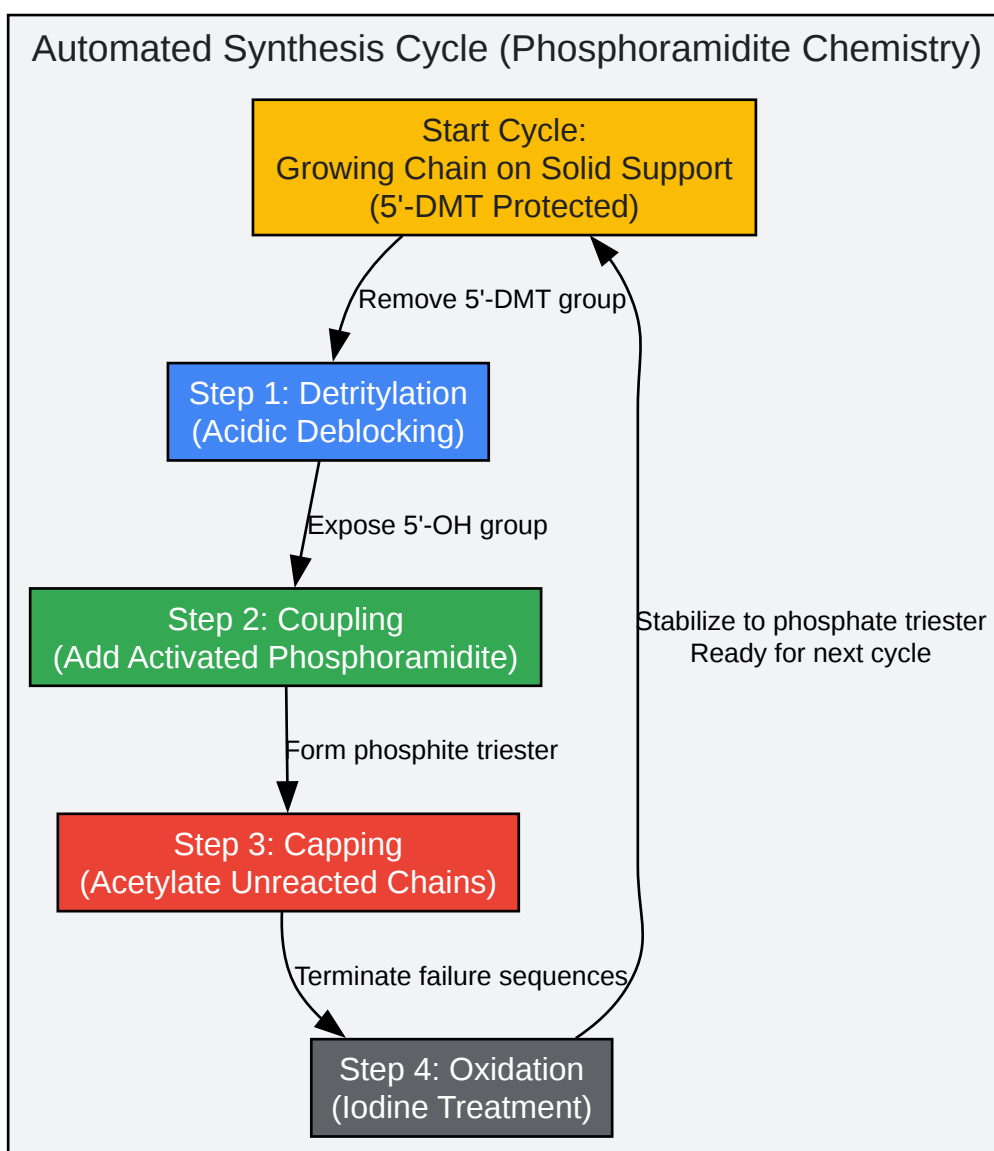 Automated Synthesis Cycle (Phosphoramidite Chemistry)
Start Cycle:
Growing Chain on Solid Support
(5'-DMT Protected)
Remove 5'-DMT group
Step 1: Detritylation
(Acidic Deblocking)
Expose 5'-OH group
Step 2: Coupling
(Add Activated Phosphoramidite)
Stabilize to phosphate triester
Ready for next cycle
Form phosphite triester
Step 3: Capping
(Acetylate Unreacted Chains)
Terminate failure sequences
Step 4: Oxidation
(Iodine Treatment)